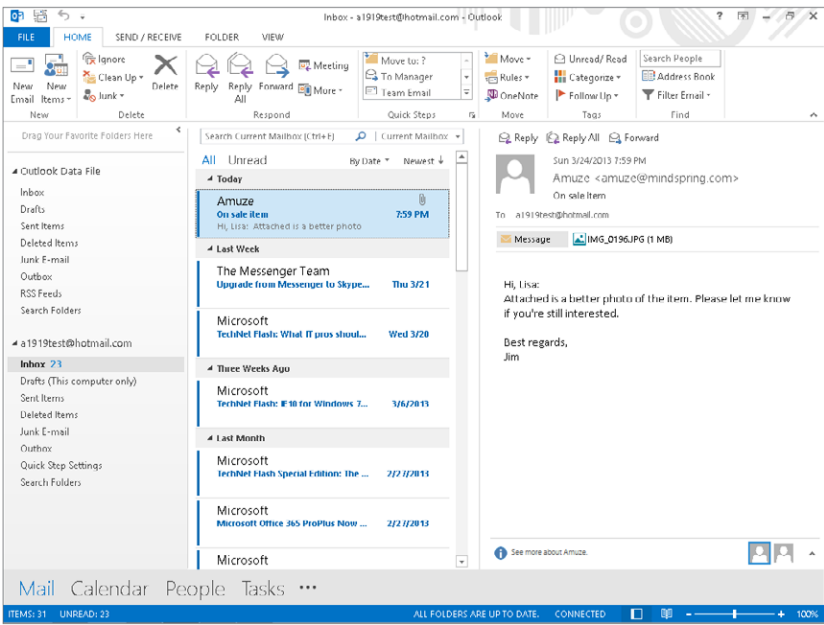 Inbox - a1919test@hotmail.com - Outlook
FILE HOME SEND / RECEIVE FOLDER VIEW
New Email
New Items
New
Ignore
Clean Up
Junk
Delete
Delete
Reply
Reply All
Forward
Meeting
More
Respond
Move to: ?
To Manager
Team Email
Quick Steps
Move
Rules
OneNote
Move
Unread/ Read
Categorize
Follow Up
Tags
Search People
Address Book
Filter Email
Find
Drag Your Favorite Folders Here
Outlook Data File
Inbox
Drafts
Sent Items
Deleted Items
Junk E-mail
Outbox
RSS Feeds
Search Folders
a1919test@hotmail.com
Inbox 23
Drafts (This computer only)
Sent Items
Deleted Items
Junk E-mail
Outbox
Quick Step Settings
Search Folders
Search Current Mailbox (Ctrl+E) Current Mailbox
All Unread By Date Newest
Today
Amuze
On sale item 7:59 PM
Hi, Lisa: Attached is a better photo
Last Week
The Messenger Team
Upgrade from Messenger to Skype... Thu 3/21
Microsoft
TechNet Flash: What IT pros shoul... Wed 3/20
Three Weeks Ago
Microsoft
TechNet Flash: IE10 for Windows 7... 3/6/2013
Last Month
Microsoft
TechNet Flash Special Edition: The ... 2/27/2013
Microsoft
Microsoft Office 365 ProPlus Now ... 2/27/2013
Microsoft
Reply Reply All Forward
Sun 3/24/2013 7:59 PM
Amuze <amuze@mindspring.com>
On sale item
To a1919test@hotmail.com
Message IMG_0196.JPG (1 MB)
Hi, Lisa:
Attached is a better photo of the item. Please let me know
if you're still interested.
Best regards,
Jim
See more about Amuze.
Mail Calendar People Tasks ...
ITEMS: 31 UNREAD: 23 ALL FOLDERS ARE UP TO DATE. CONNECTED 100%